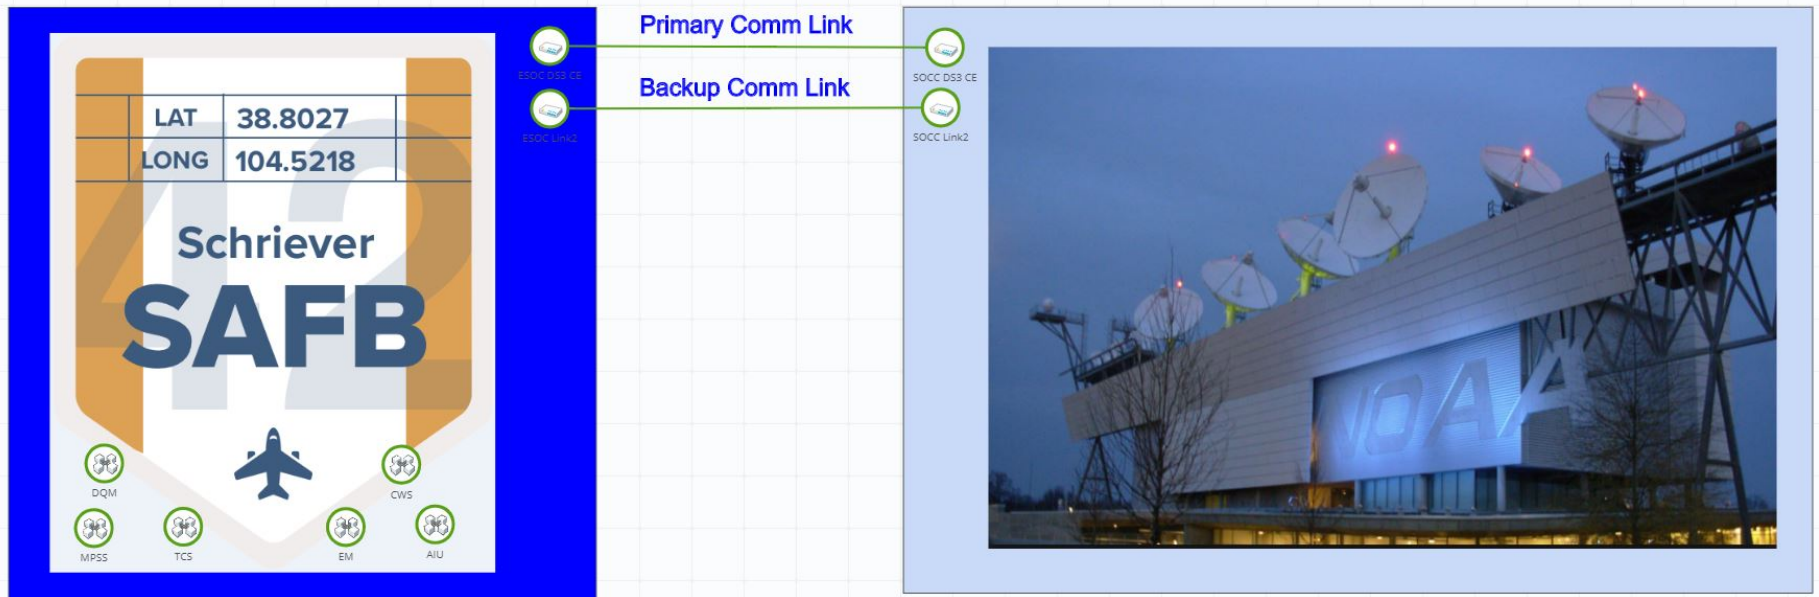 Primary Comm Link
ESOC DS3 CE
SOCC DS3 CE
Backup Comm Link
ESOC Link2
SOCC Link2
42
LAT 38.8027
LONG 104.5218
Schriever
SAFB
DQM
CWS
MPSS
TCS
EM
AIU
NOAA